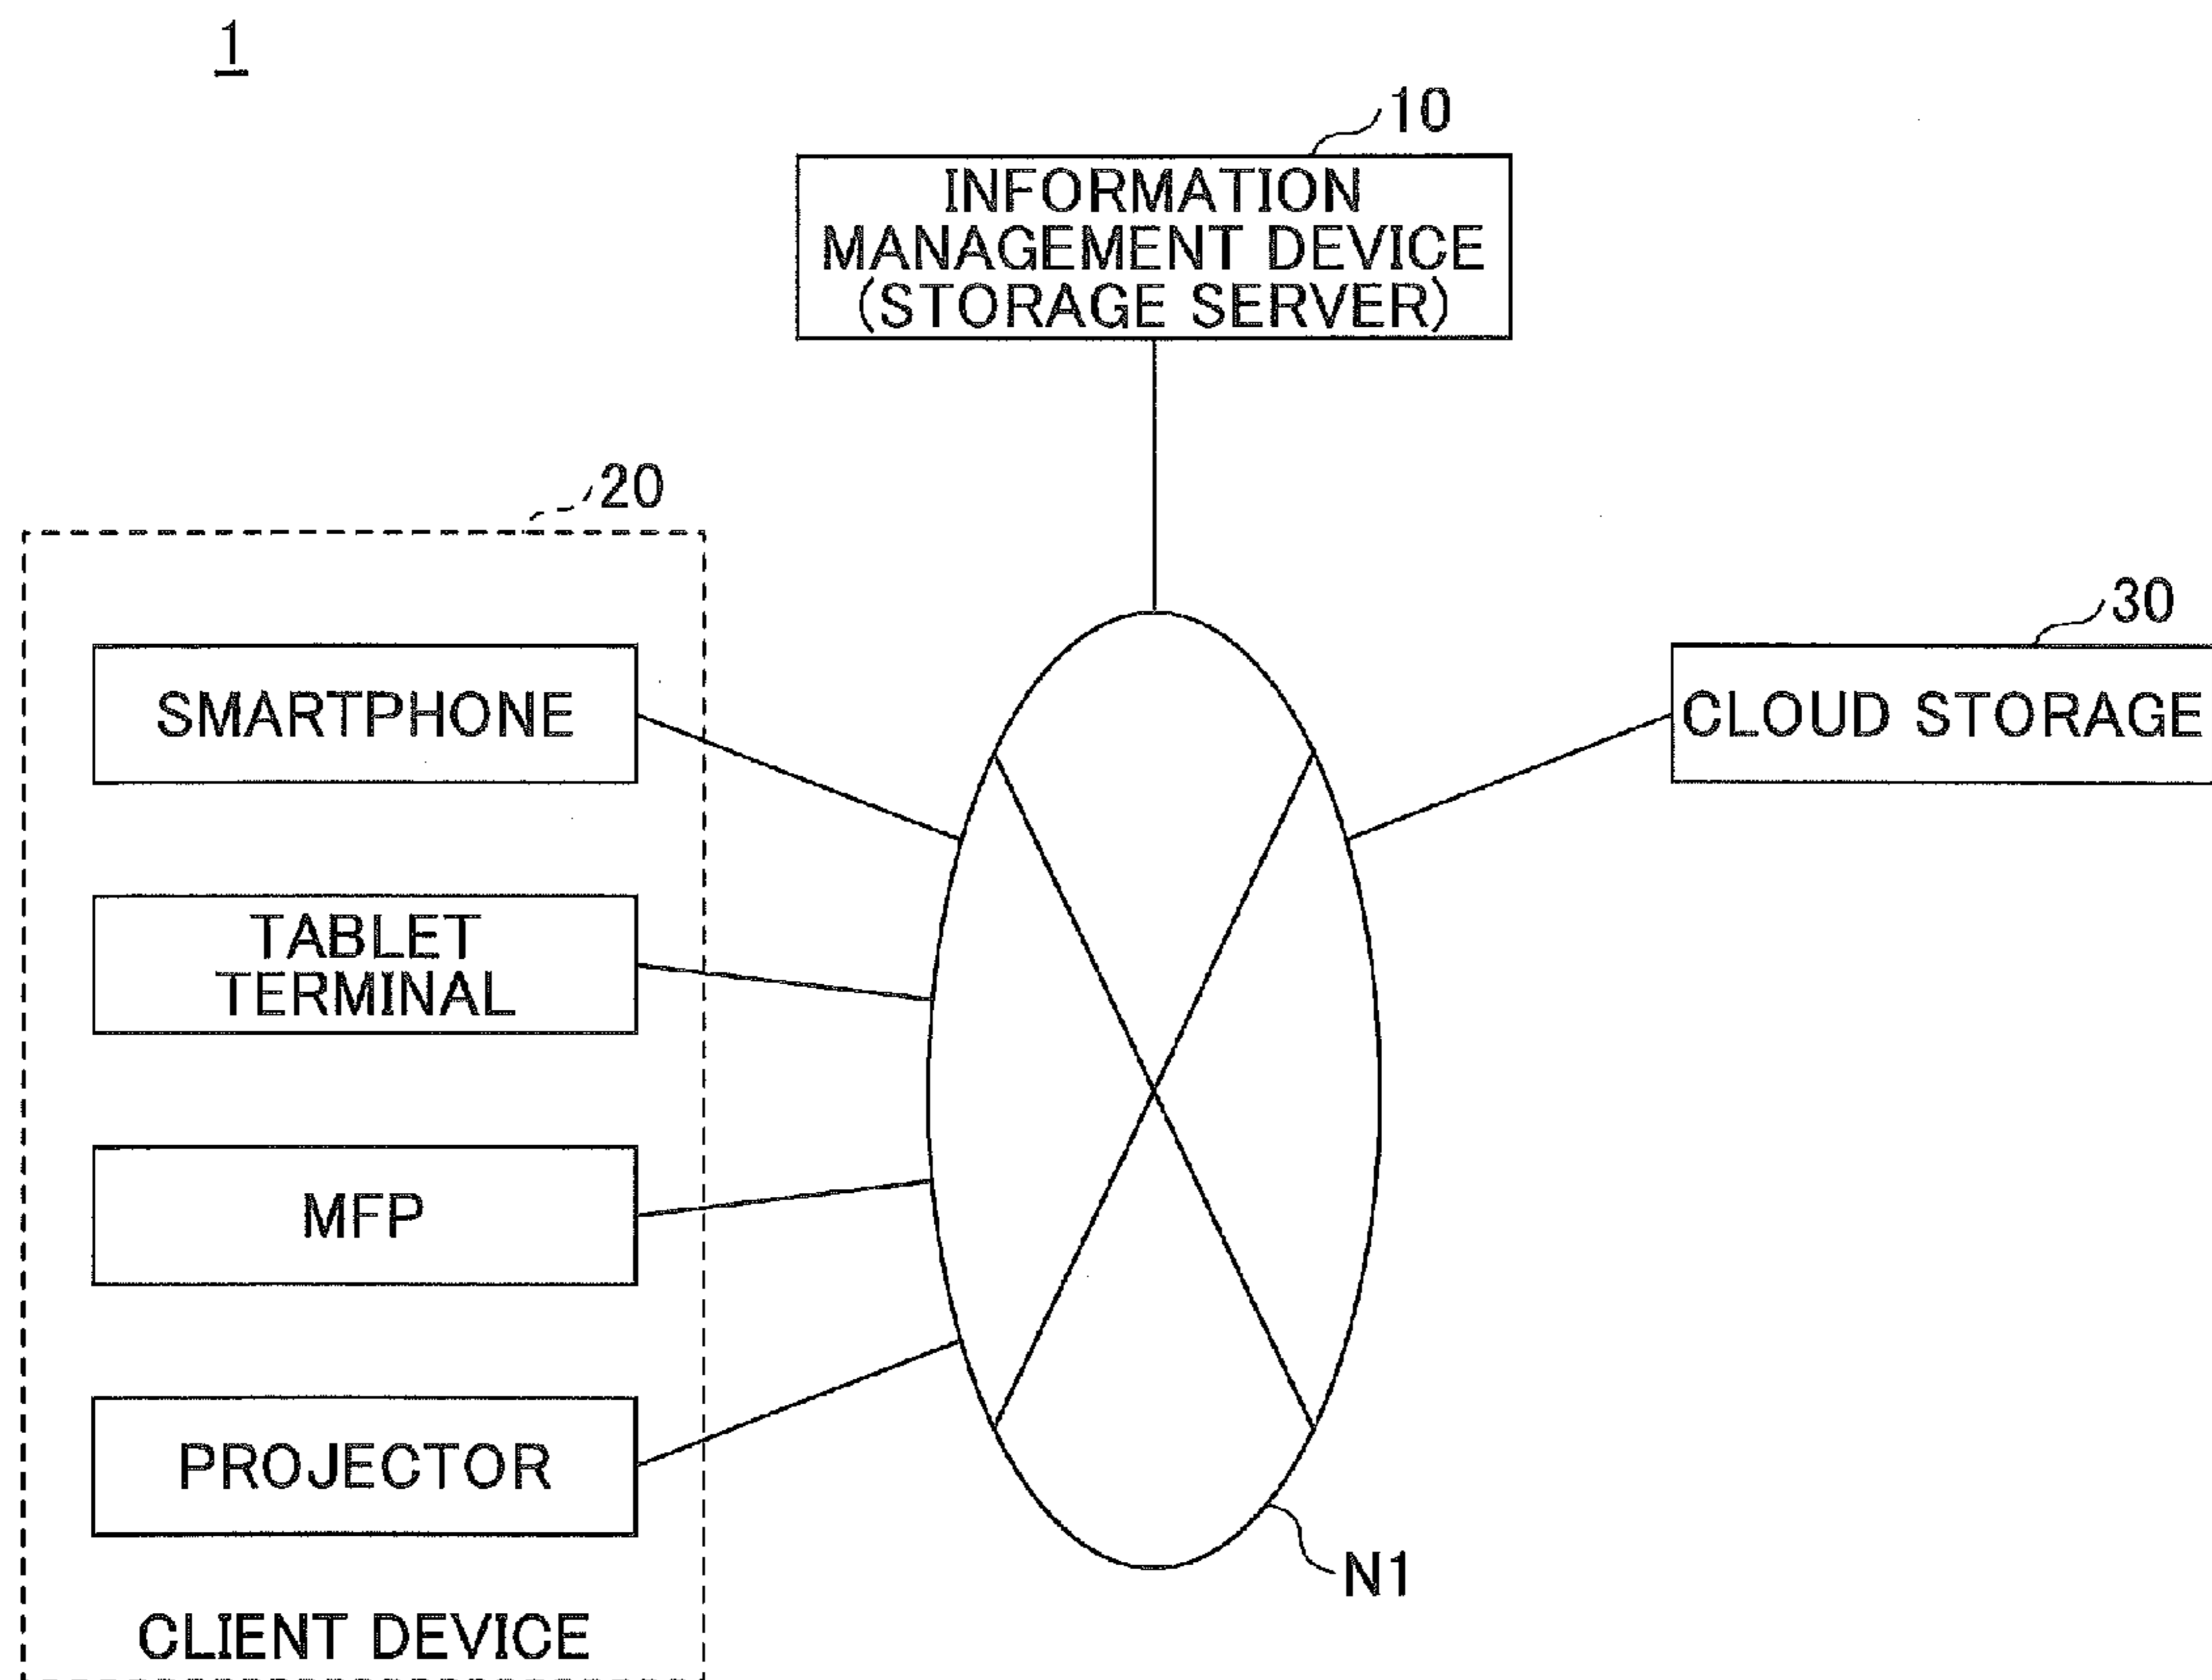 1
10
INFORMATION
MANAGEMENT DEVICE
(STORAGE SERVER)
20
30
SMARTPHONE
CLOUD STORAGE
TABLET
TERMINAL
MFP
PROJECTOR
N1
CLIENT DEVICE